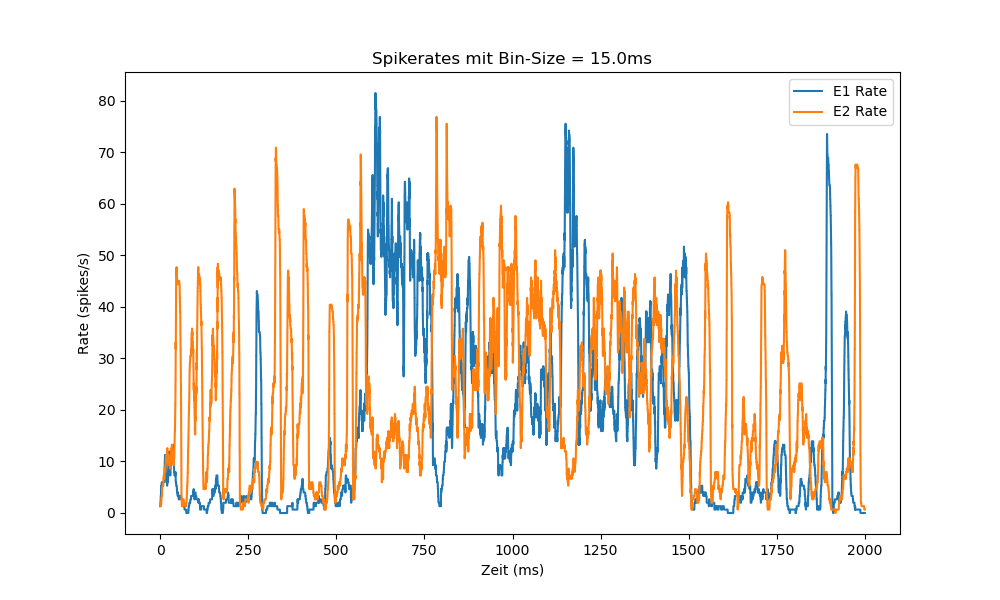 Spikerates mit Bin-Size = 15.0ms
E1 Rate
E2 Rate
80
70
60
50
40
30
20
10
0
Rate (spikes/s)
0 250 500 750 1000 1250 1500 1750 2000
Zeit (ms)